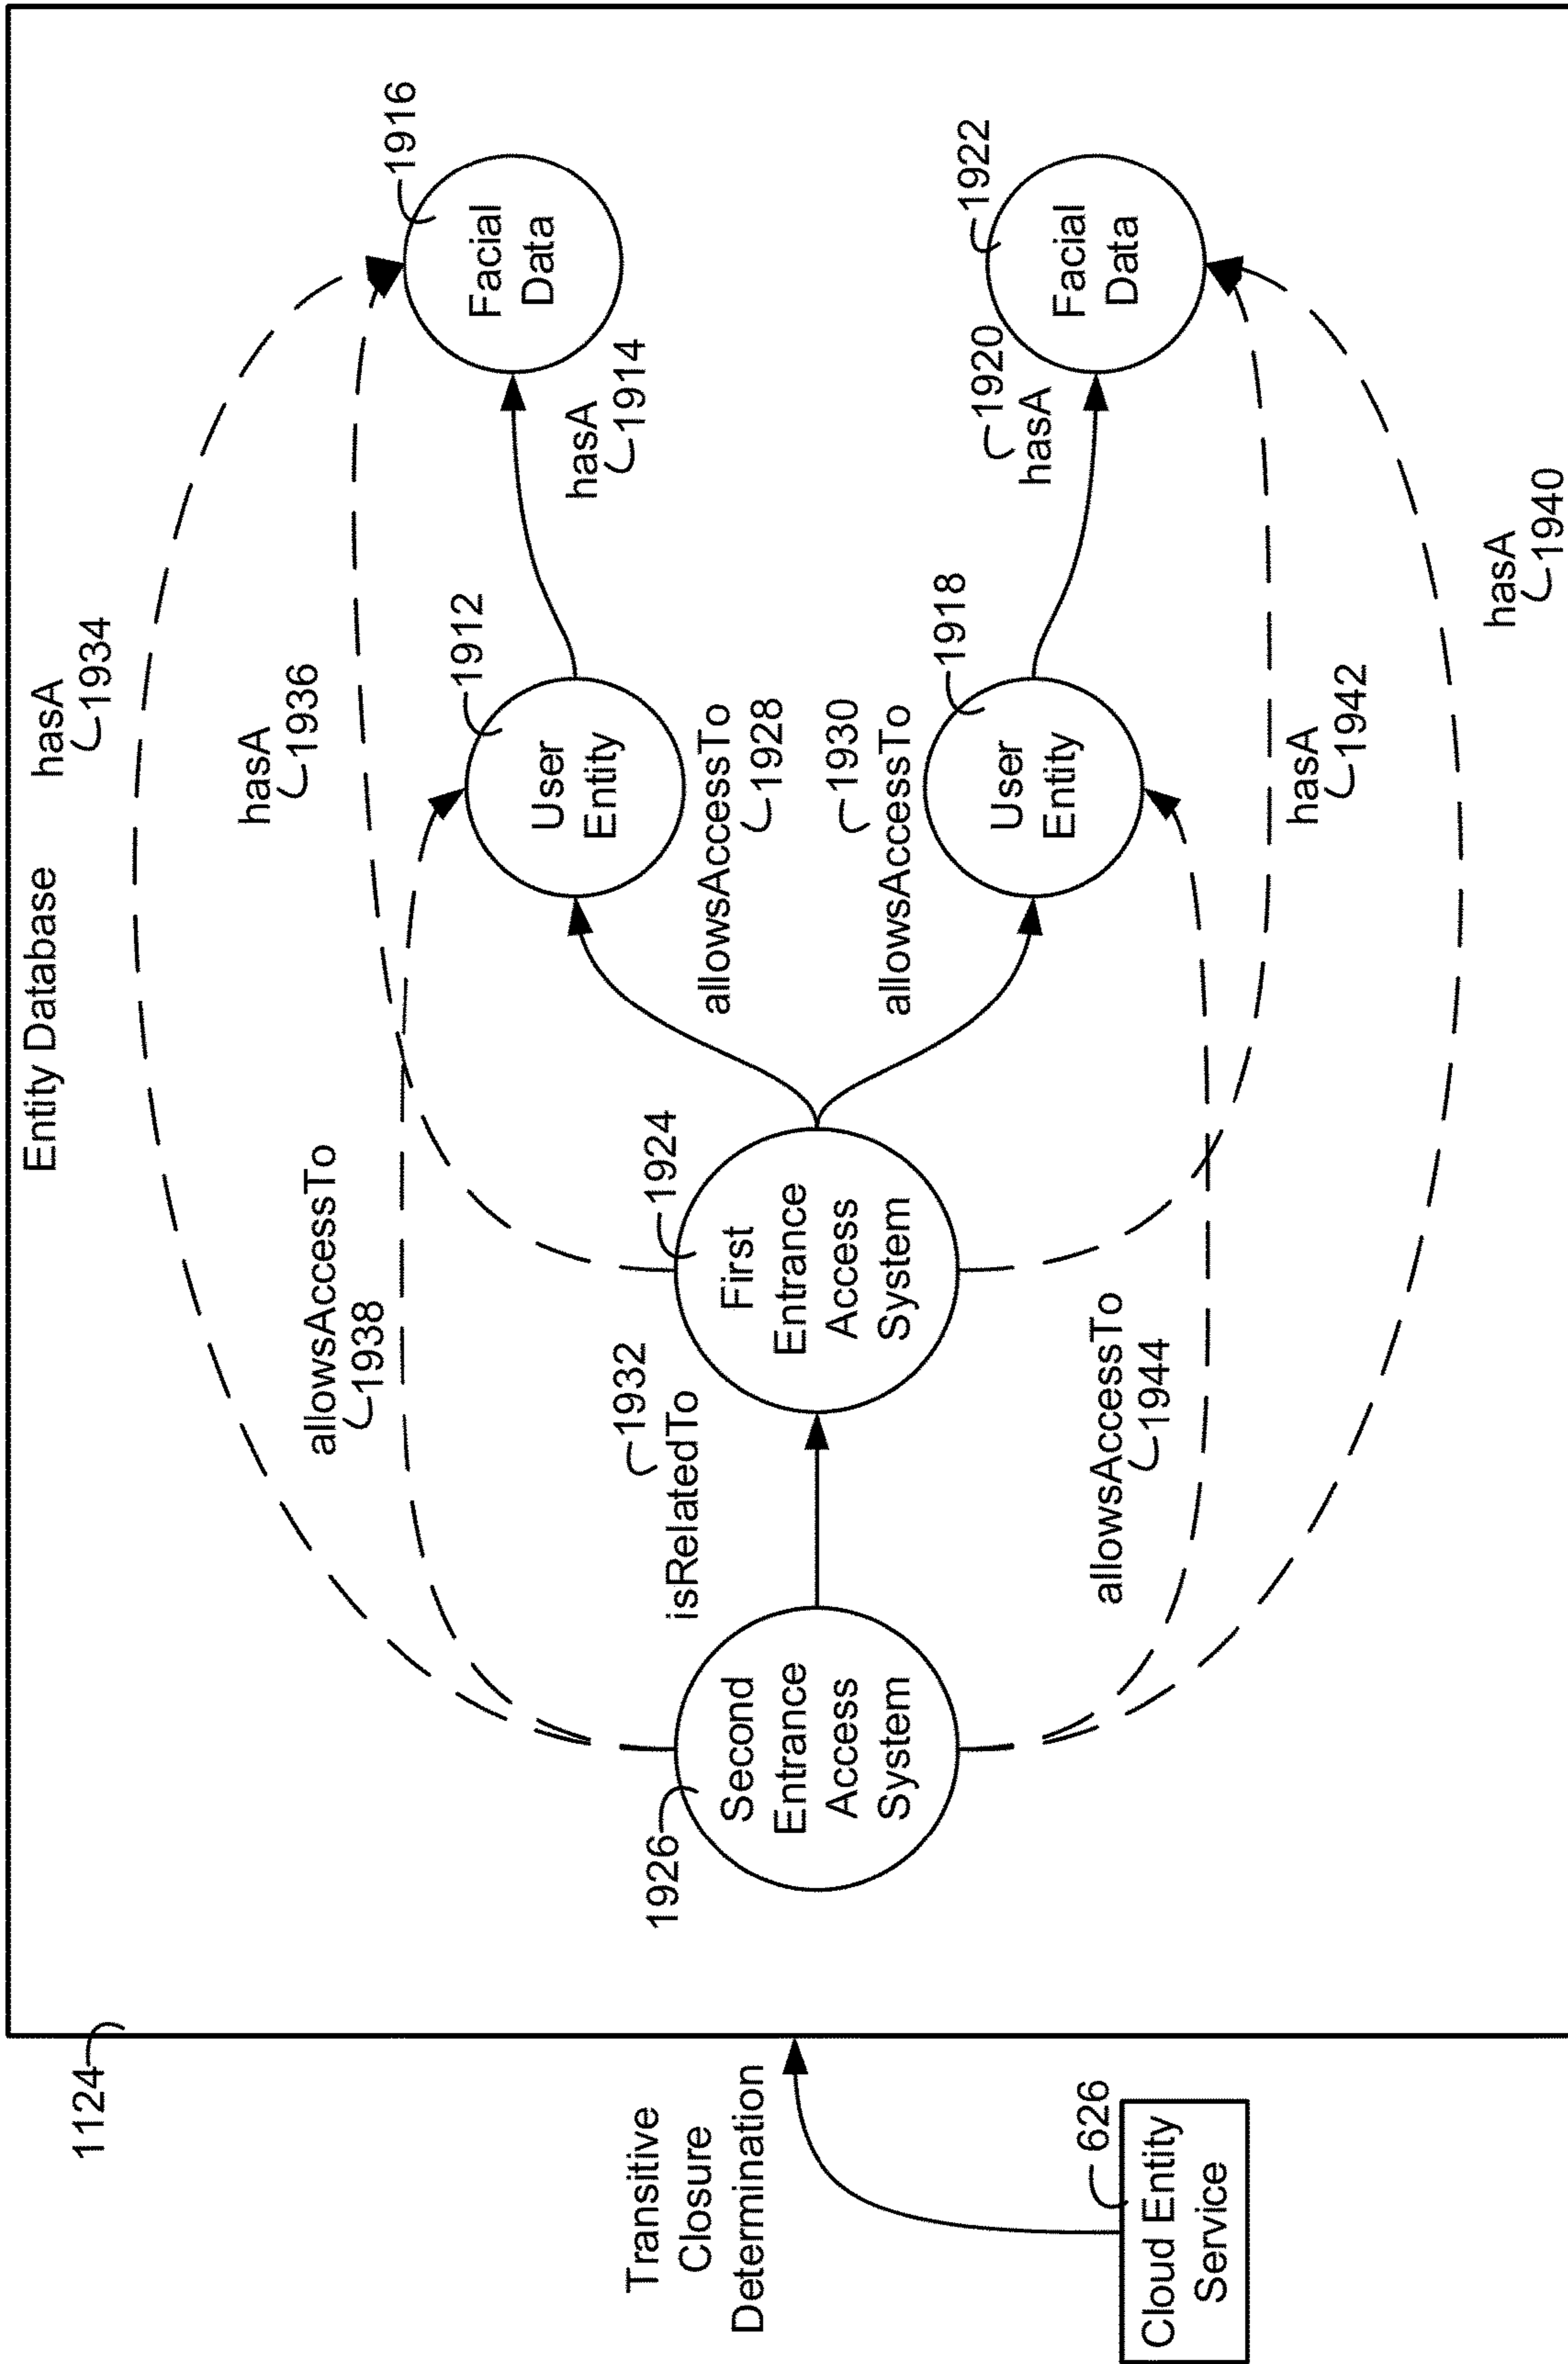 Entity Database
1124
hasA
1934
hasA
1936
allowsAccessTo
1938
Facial
Data
1916
hasA
1914
User
Entity
1912
allowsAccessTo
1928
1930
allowsAccessTo
First
Entrance
Access
System
1924
1932
isRelatedTo
Second
Entrance
Access
System
1926
User
Entity
1918
1920
hasA
Facial
Data
1922
hasA
1942
allowsAccessTo
1944
hasA
1940
Transitive
Closure
Determination
Cloud Entity
Service
626